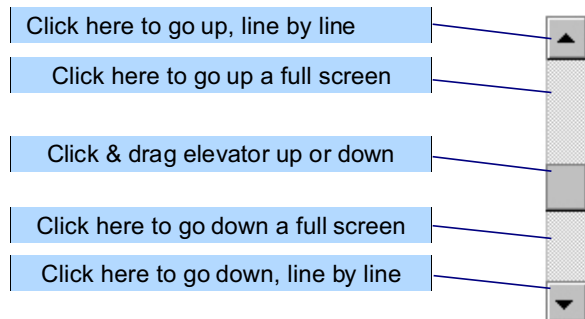 Click here to go up, line by line
Click here to go up a full screen
Click & drag elevator up or down
Click here to go down a full screen
Click here to go down, line by line